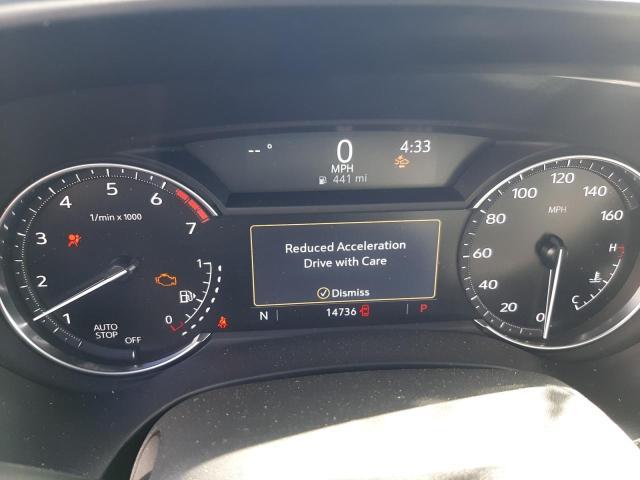 -- °
0
MPH
441 mi
4:33
1
2
3
4
5
6
7
1/min x 1000
AUTO
STOP
OFF
1
0
Reduced Acceleration
Drive with Care
Dismiss
N
14736
P
0
20
40
60
80
100
120
140
160
MPH
H
C